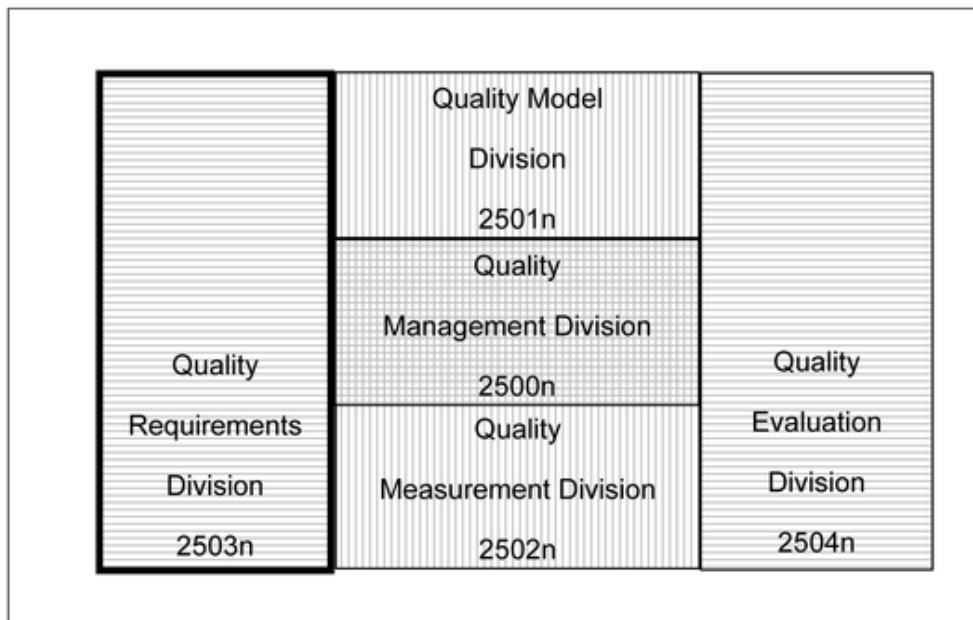 Quality
Requirements
Division
2503n
Quality Model
Division
2501n
Quality
Management Division
2500n
Quality
Measurement Division
2502n
Quality
Evaluation
Division
2504n